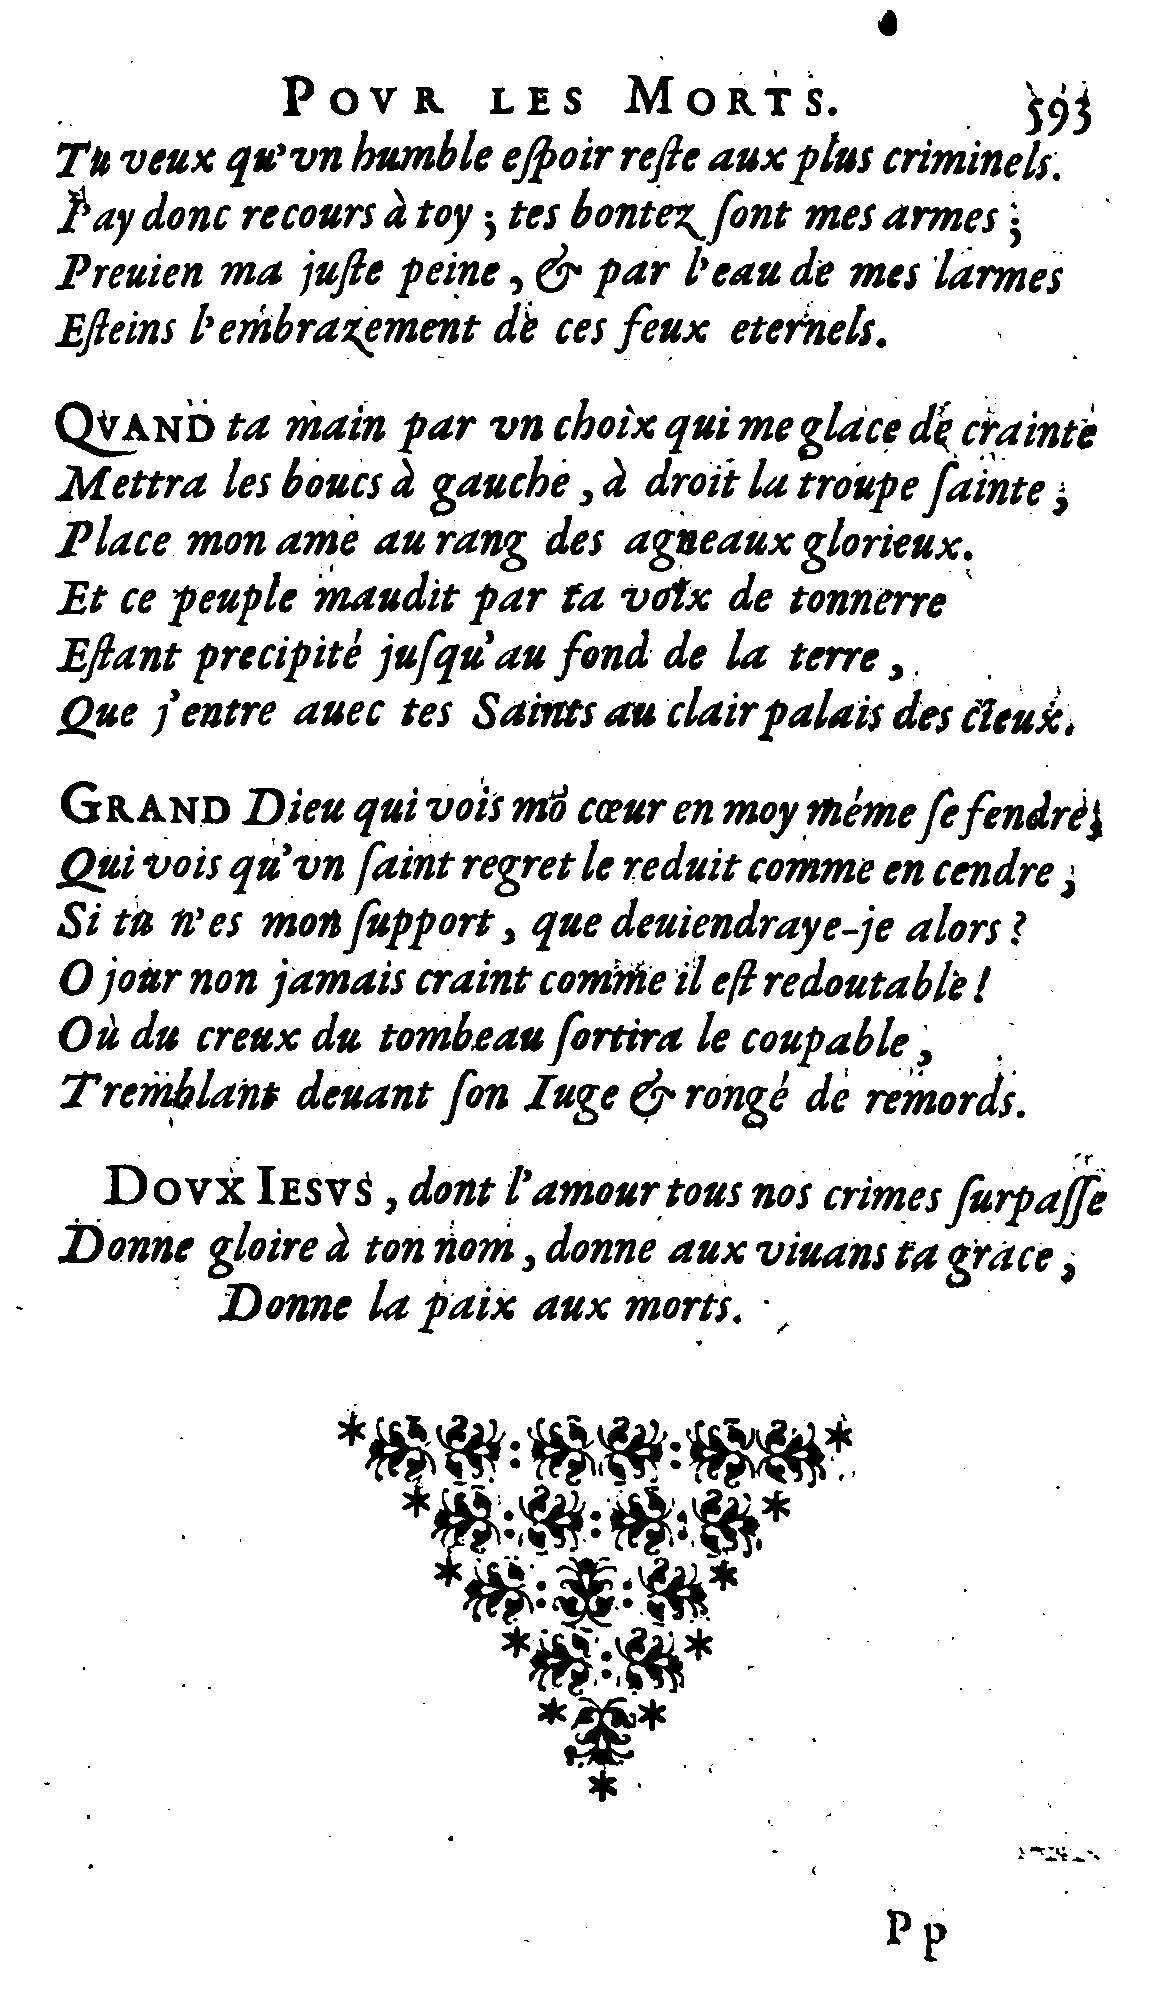 POVR LES MORTS. 593
Tu veux qu'vn humble eſpoir reſte aux plus criminels.
I'ay donc recours à toy ; tes bontez ſont mes armes ;
Preuien ma juſte peine , & par l'eau de mes larmes
Eſteins l'embrazement de ces feux eternels.
QVAND ta main par vn choix qui me glace de crainte
Mettra les boucs à gauche , à droit la troupe ſainte ,
Place mon ame au rang des agneaux glorieux.
Et ce peuple maudit par ta voix de tonnerre
Eſtant precipité juſqu'au fond de la terre ,
Que j'entre auec tes Saints au clair palais des cieux.
GRAND Dieu qui vois mō cœur en moy méme ſe fendre,
Qui vois qu'vn ſaint regret le reduit comme en cendre ,
Si tu n'es mon ſupport , que deuiendraye-je alors ?
O jour non jamais craint comme il eſt redoutable !
Où du creux du tombeau ſortira le coupable ,
Tremblant deuant ſon Iuge & rongé de remords.
DOVX IESVS , dont l'amour tous nos crimes ſurpaſſe
Donne gloire à ton nom , donne aux viuans ta grace ,
Donne la paix aux morts.
Pp